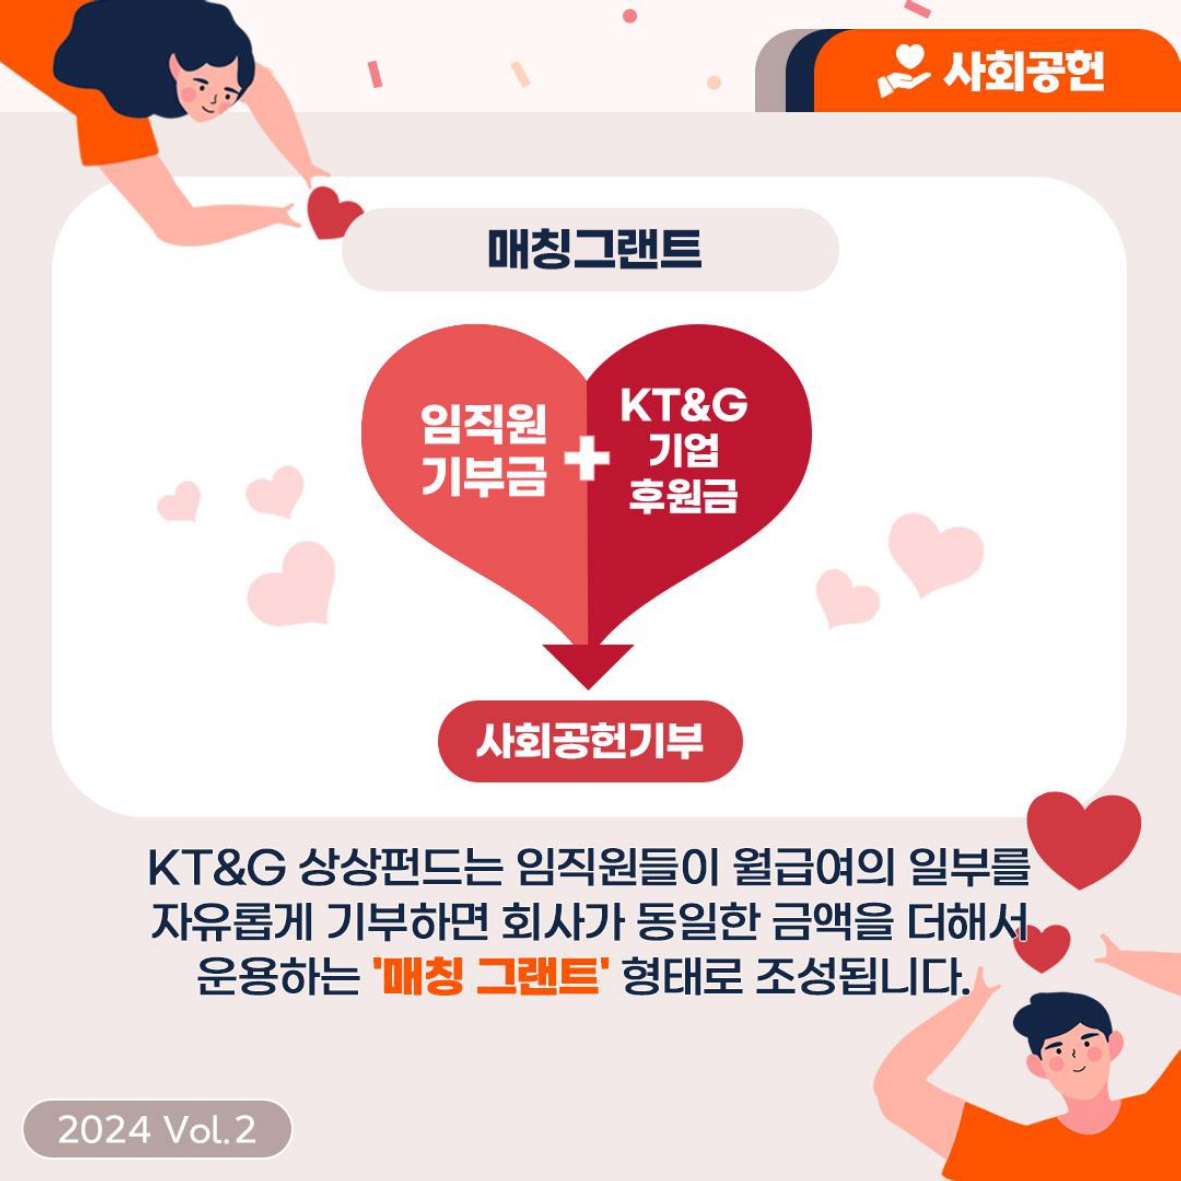 사회공헌
매칭그랜트
임직원
기부금
+
KT&G
기업
후원금
사회공헌기부
KT&G 상상펀드는 임직원들이 월급여의 일부를
자유롭게 기부하면 회사가 동일한 금액을 더해서
운용하는 '매칭 그랜트' 형태로 조성됩니다.
2024 Vol.2